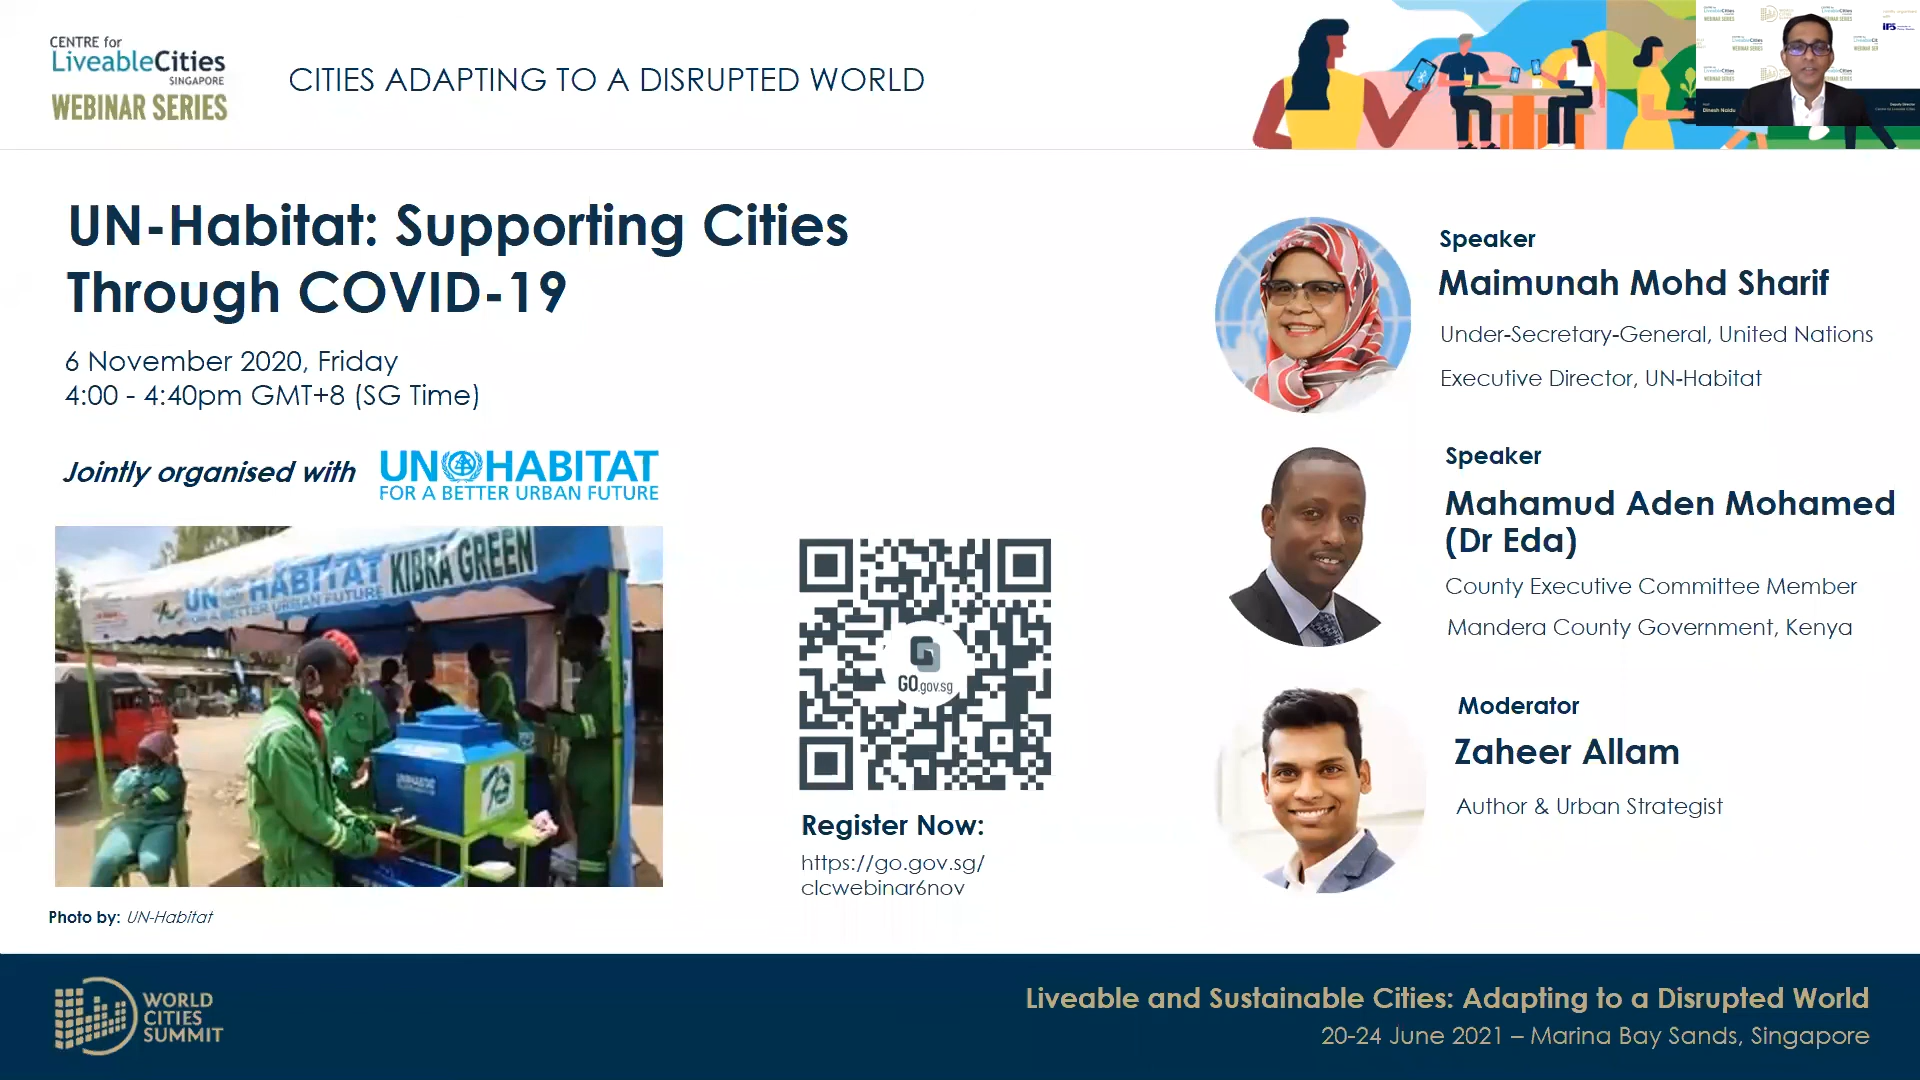 CENTRE for
LiveableCities
SINGAPORE
WEBINAR SERIES
CITIES ADAPTING TO A DISRUPTED WORLD
Dinesh Naidu
UN-Habitat: Supporting Cities
Through COVID-19
6 November 2020, Friday
4:00 - 4:40pm GMT+8 (SG Time)
Jointly organised with
UN HABITAT
FOR A BETTER URBAN FUTURE
UN HABITAT KIBRA GREEN
FOR A BETTER URBAN FUTURE
Photo by: UN-Habitat
GO.gov.sg
Register Now:
https://go.gov.sg/
clcwebinar6nov
Speaker
Maimunah Mohd Sharif
Under-Secretary-General, United Nations
Executive Director, UN-Habitat
Speaker
Mahamud Aden Mohamed
(Dr Eda)
County Executive Committee Member
Mandera County Government, Kenya
Moderator
Zaheer Allam
Author & Urban Strategist
WORLD
CITIES
SUMMIT
Liveable and Sustainable Cities: Adapting to a Disrupted World
20-24 June 2021 – Marina Bay Sands, Singapore